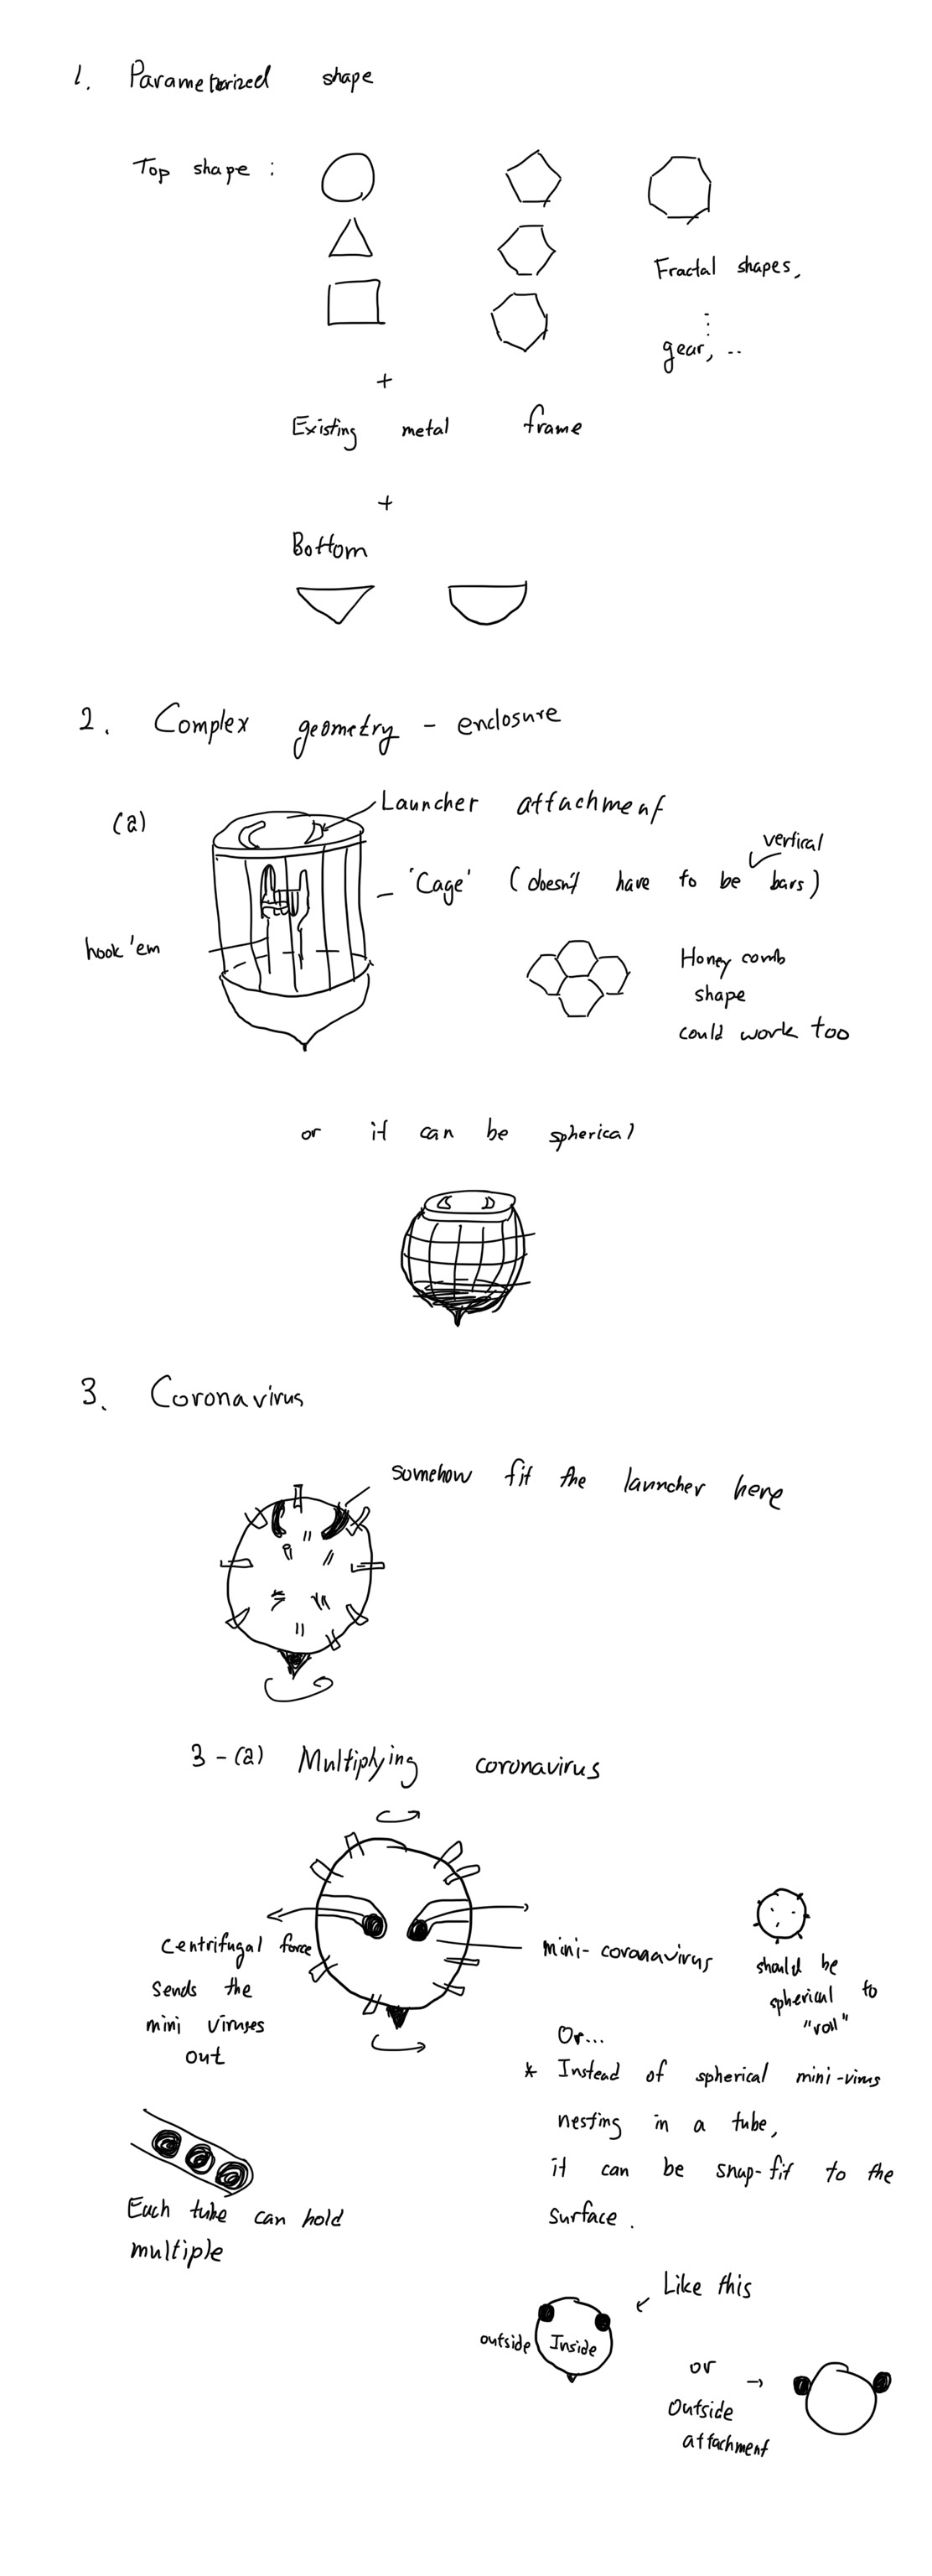 1. Parameterized shape
Top shape :
Fractal shapes,
⋮
gear, ..
+
Existing metal frame
+
Bottom
2. Complex geometry - enclosure
(a)
Launcher attachment
vertical
'Cage' (doesn't have to be bars)
hook 'em
Honey comb
shape
could work too
or it can be spherical
3. Coronavirus
somehow fit the launcher here
3-(a) Multiplying coronavirus
Centrifugal force
sends the
mini viruses
out
mini-coronavirus
should be
spherical to
"roll"
Or...
* Instead of spherical mini-virus
nesting in a tube,
it can be snap-fit to the
surface.
Each tube can hold
multiple
Like this
outside
Inside
or →
Outside
attachment